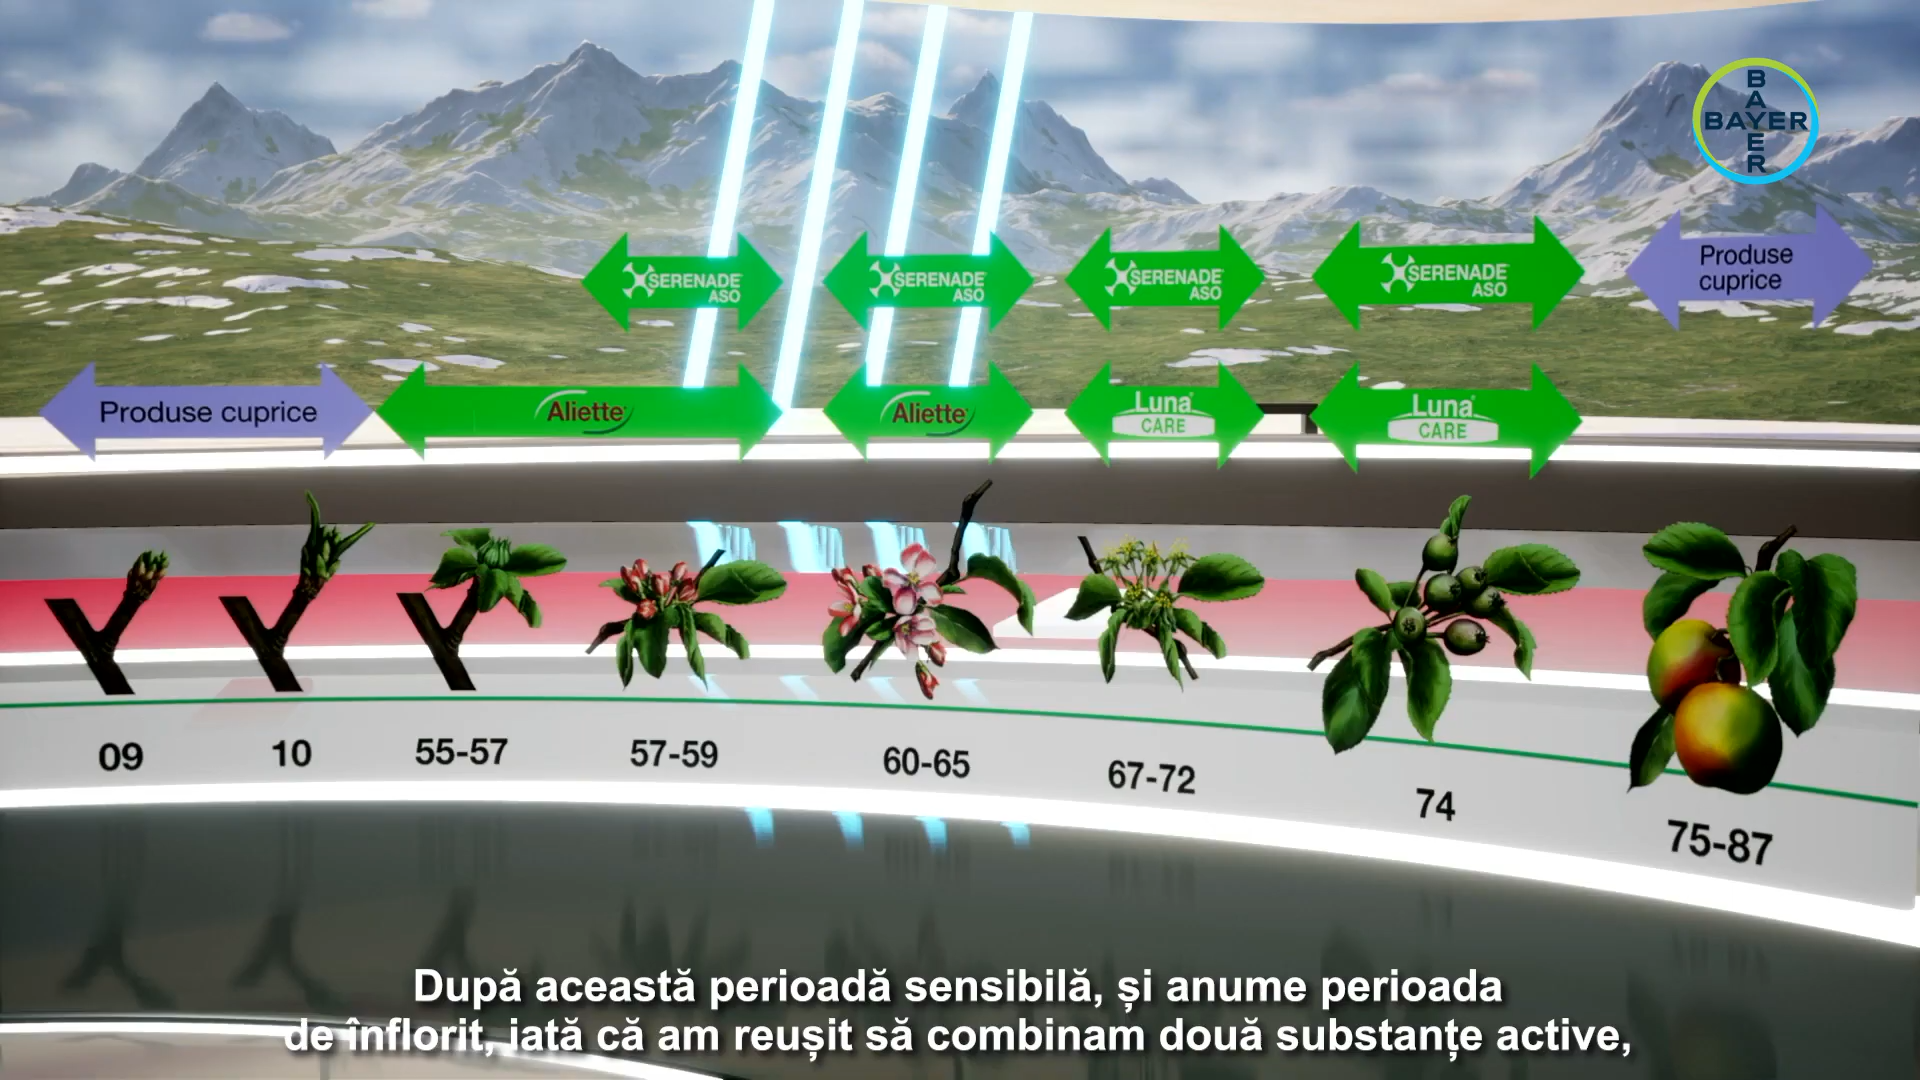 B
A
BAYER
E
R
SERENADE
ASO
SERENADE
ASO
SERENADE
ASO
SERENADE
ASO
Produse
cuprice
Produse cuprice
Aliette
Aliette
Luna
CARE
Luna
CARE
09
10
55-57
57-59
60-65
67-72
74
75-87
După această perioadă sensibilă, și anume perioada
de înflorit, iată că am reușit să combinam două substanțe active,